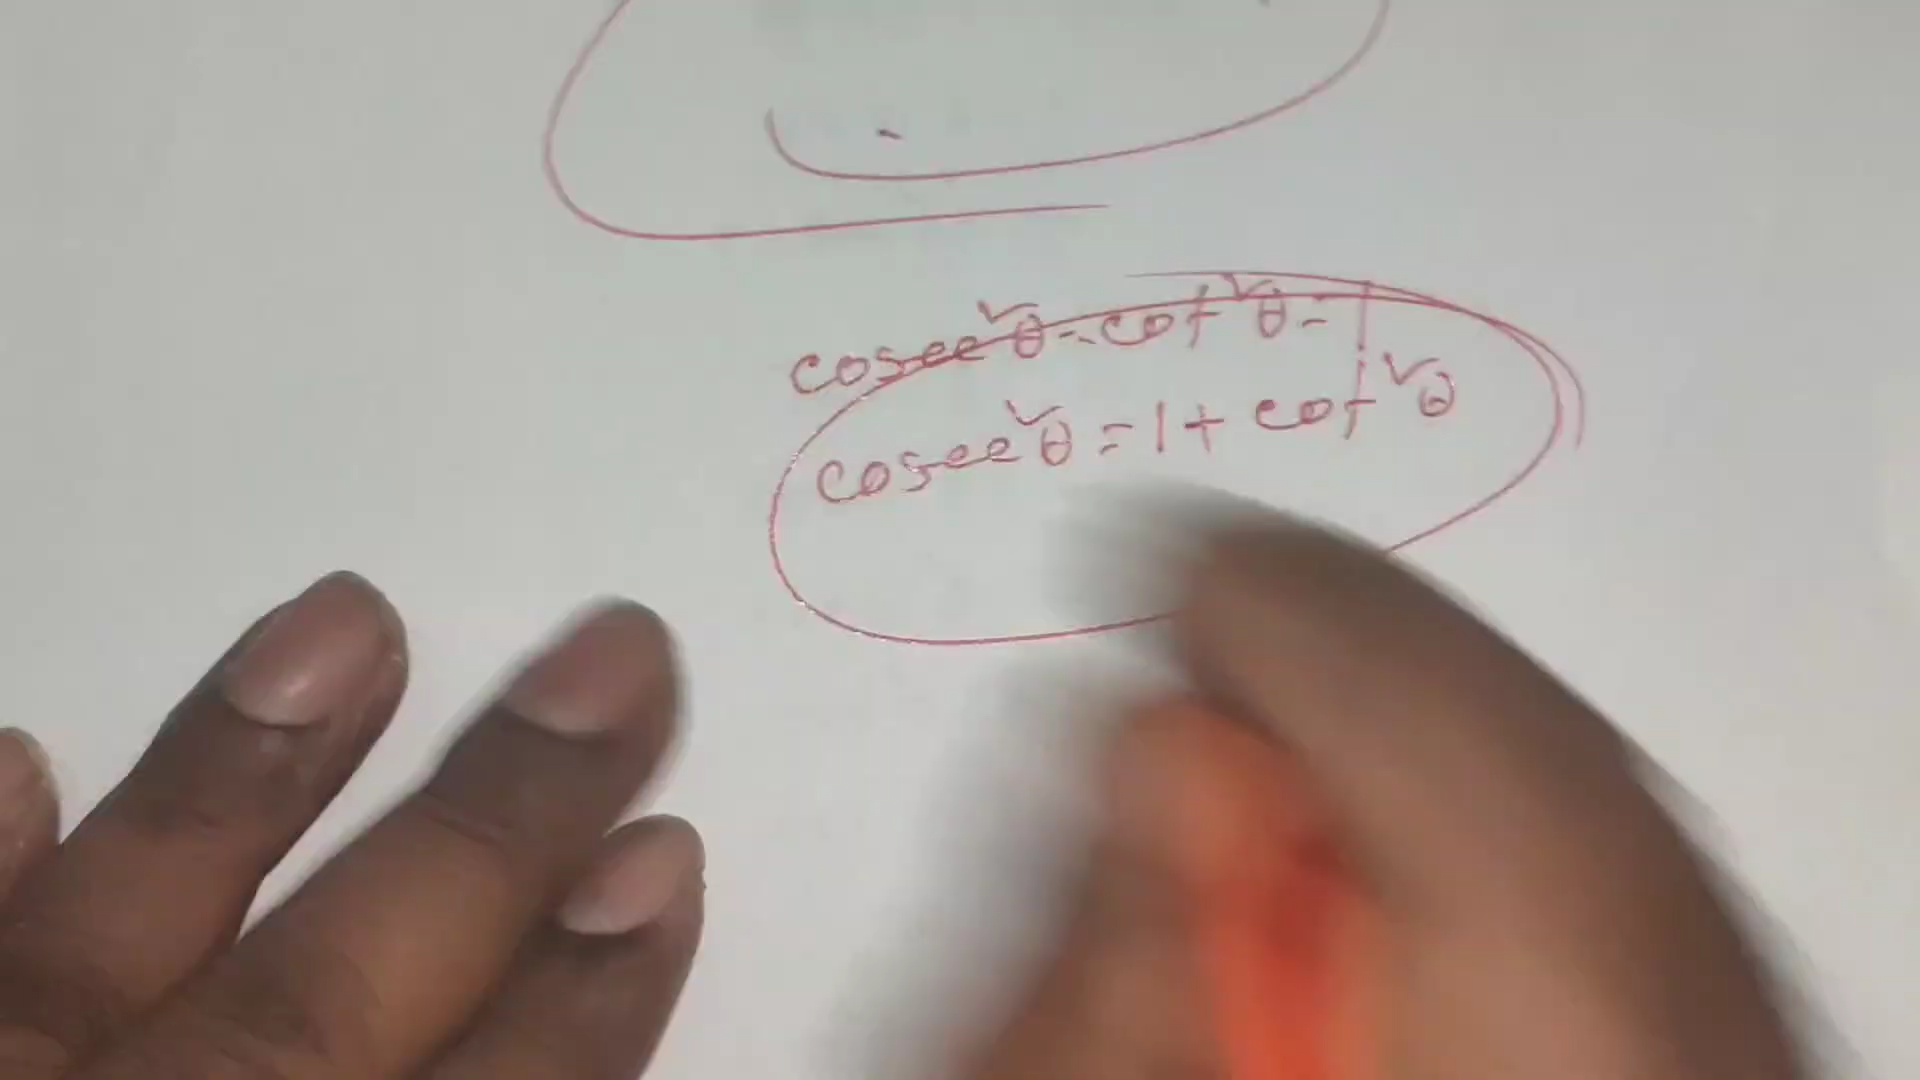 cosec²θ - cot²θ = 1
cosec²θ = 1 + cot²θ